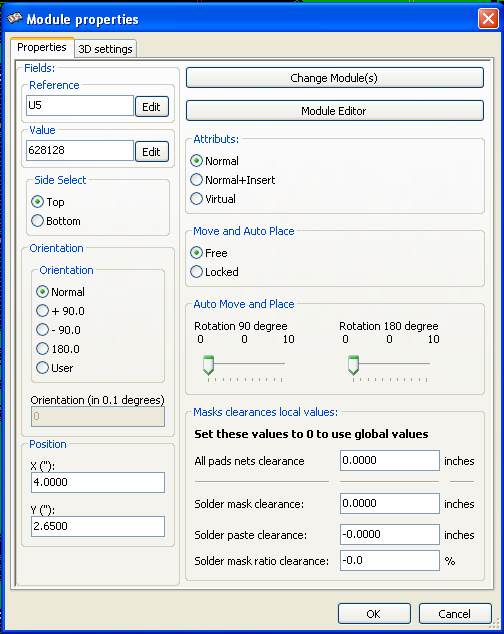 Module properties
Properties
3D settings
Fields:
Reference
U5
Edit
Value
628128
Edit
Side Select
Top
Bottom
Orientation
Orientation
Normal
+ 90.0
- 90.0
180.0
User
Orientation (in 0.1 degrees)
0
Position
X ("):
4.0000
Y ("):
2.6500
Change Module(s)
Module Editor
Attributs:
Normal
Normal+Insert
Virtual
Move and Auto Place
Free
Locked
Auto Move and Place
Rotation 90 degree
0 0 10
Rotation 180 degree
0 0 10
Masks clearances local values:
Set these values to 0 to use global values
All pads nets clearance 0.0000 inches
Solder mask clearance: 0.0000 inches
Solder paste clearance: -0.0000 inches
Solder mask ratio clearance: -0.0 %
OK
Cancel